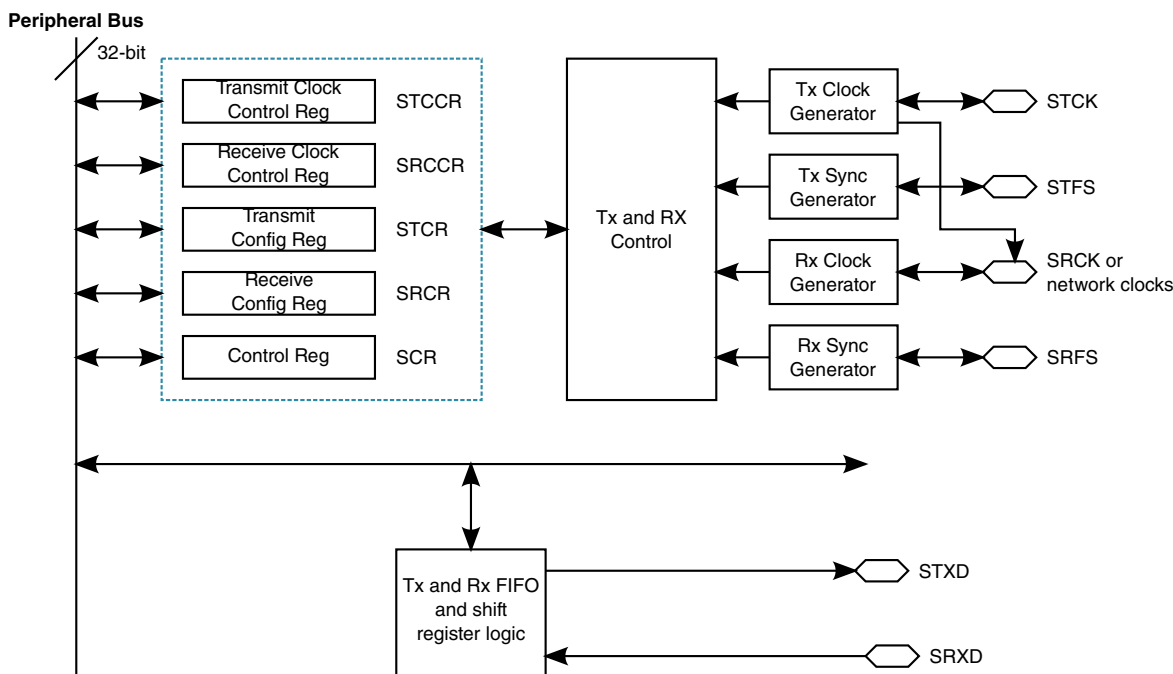 Peripheral Bus
32-bit
Transmit Clock
Control Reg
STCCR
Receive Clock
Control Reg
SRCCR
Transmit
Config Reg
STCR
Receive
Config Reg
SRCR
Control Reg
SCR
Tx and RX
Control
Tx Clock
Generator
STCK
Tx Sync
Generator
STFS
Rx Clock
Generator
SRCK or
network clocks
Rx Sync
Generator
SRFS
Tx and Rx FIFO
and shift
register logic
STXD
SRXD